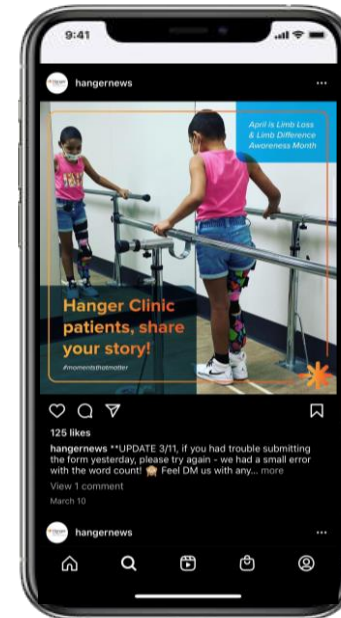 9:41
hangernews
April is Limb Loss
& Limb Difference
Awareness Month
Hanger Clinic
patients, share
your story!
#momentsthatmatter
125 likes
hangernews **UPDATE 3/11, if you had trouble submitting
the form yesterday, please try again - we had a small error
with the word count! 🙈 Feel DM us with any... more
View 1 comment
March 10
hangernews